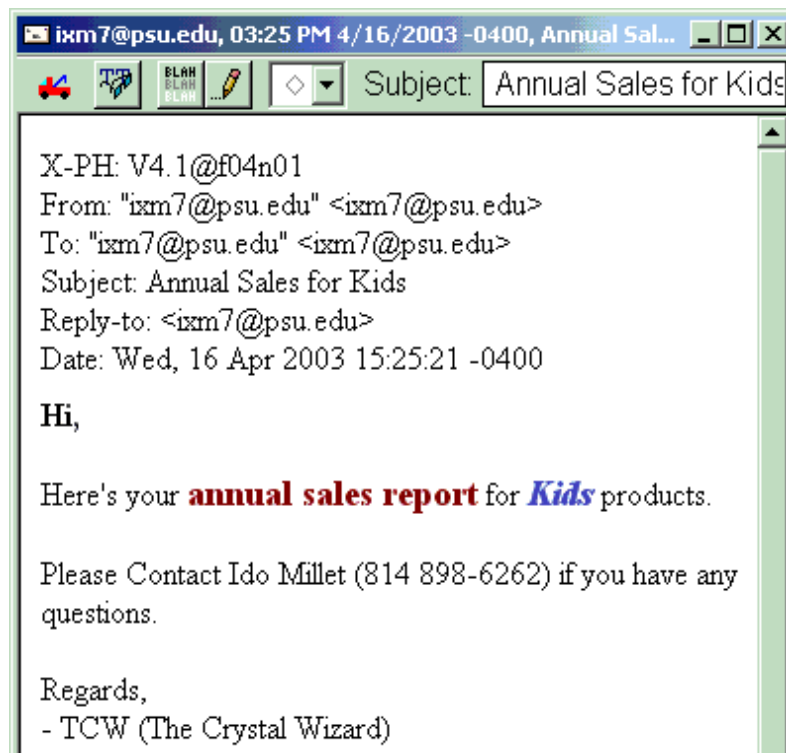 ixm7@psu.edu, 03:25 PM 4/16/2003 -0400, Annual Sal...
BLAH
BLAH
BLAH
Subject: Annual Sales for Kids
X-PH: V4.1@f04n01
From: "ixm7@psu.edu" <ixm7@psu.edu>
To: "ixm7@psu.edu" <ixm7@psu.edu>
Subject: Annual Sales for Kids
Reply-to: <ixm7@psu.edu>
Date: Wed, 16 Apr 2003 15:25:21 -0400
Hi,
Here's your annual sales report for Kids products.
Please Contact Ido Millet (814 898-6262) if you have any
questions.
Regards,
- TCW (The Crystal Wizard)